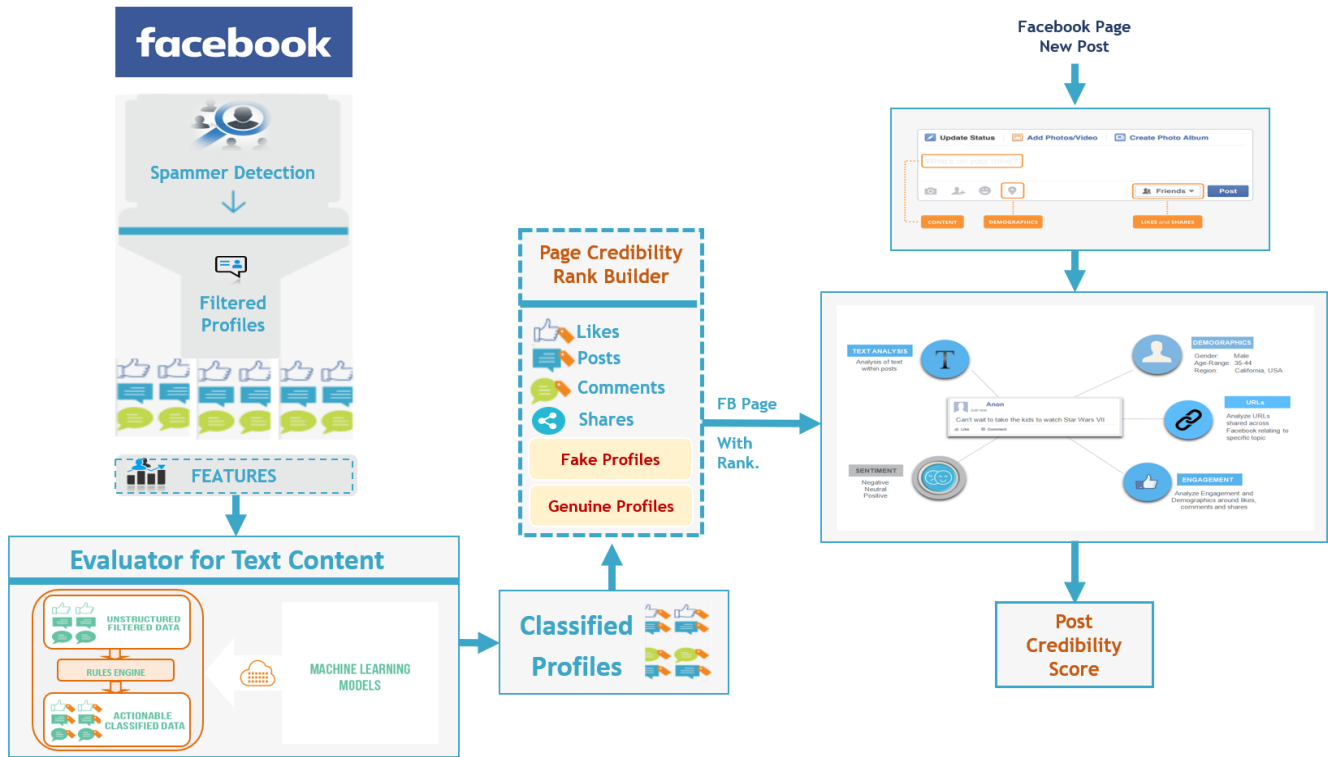 facebook
Spammer Detection
Filtered
Profiles
FEATURES
Evaluator for Text Content
UNSTRUCTURED
FILTERED DATA
RULES ENGINE
ACTIONABLE
CLASSIFIED DATA
MACHINE LEARNING
MODELS
Classified
Profiles
Page Credibility
Rank Builder
Likes
Posts
Comments
Shares
Fake Profiles
Genuine Profiles
FB Page
With
Rank.
Facebook Page
New Post
Update Status
Add Photos/Video
Create Photo Album
What's on your mind?
Friends
Post
CONTENT
DEMOGRAPHICS
LIKES and SHARES
TEXT ANALYSIS
Analysis of text
within posts
T
DEMOGRAPHICS
Gender: Male
Age-Range: 35-44
Region: California, USA
Anon
Just now
Can't wait to take the kids to watch Star Wars VII
Like Comment
URLs
Analyze URLs
shared across
Facebook relating to
specific topic
SENTIMENT
Negative
Neutral
Positive
ENGAGEMENT
Analyze Engagement and
Demographics around likes,
comments and shares
Post
Credibility
Score